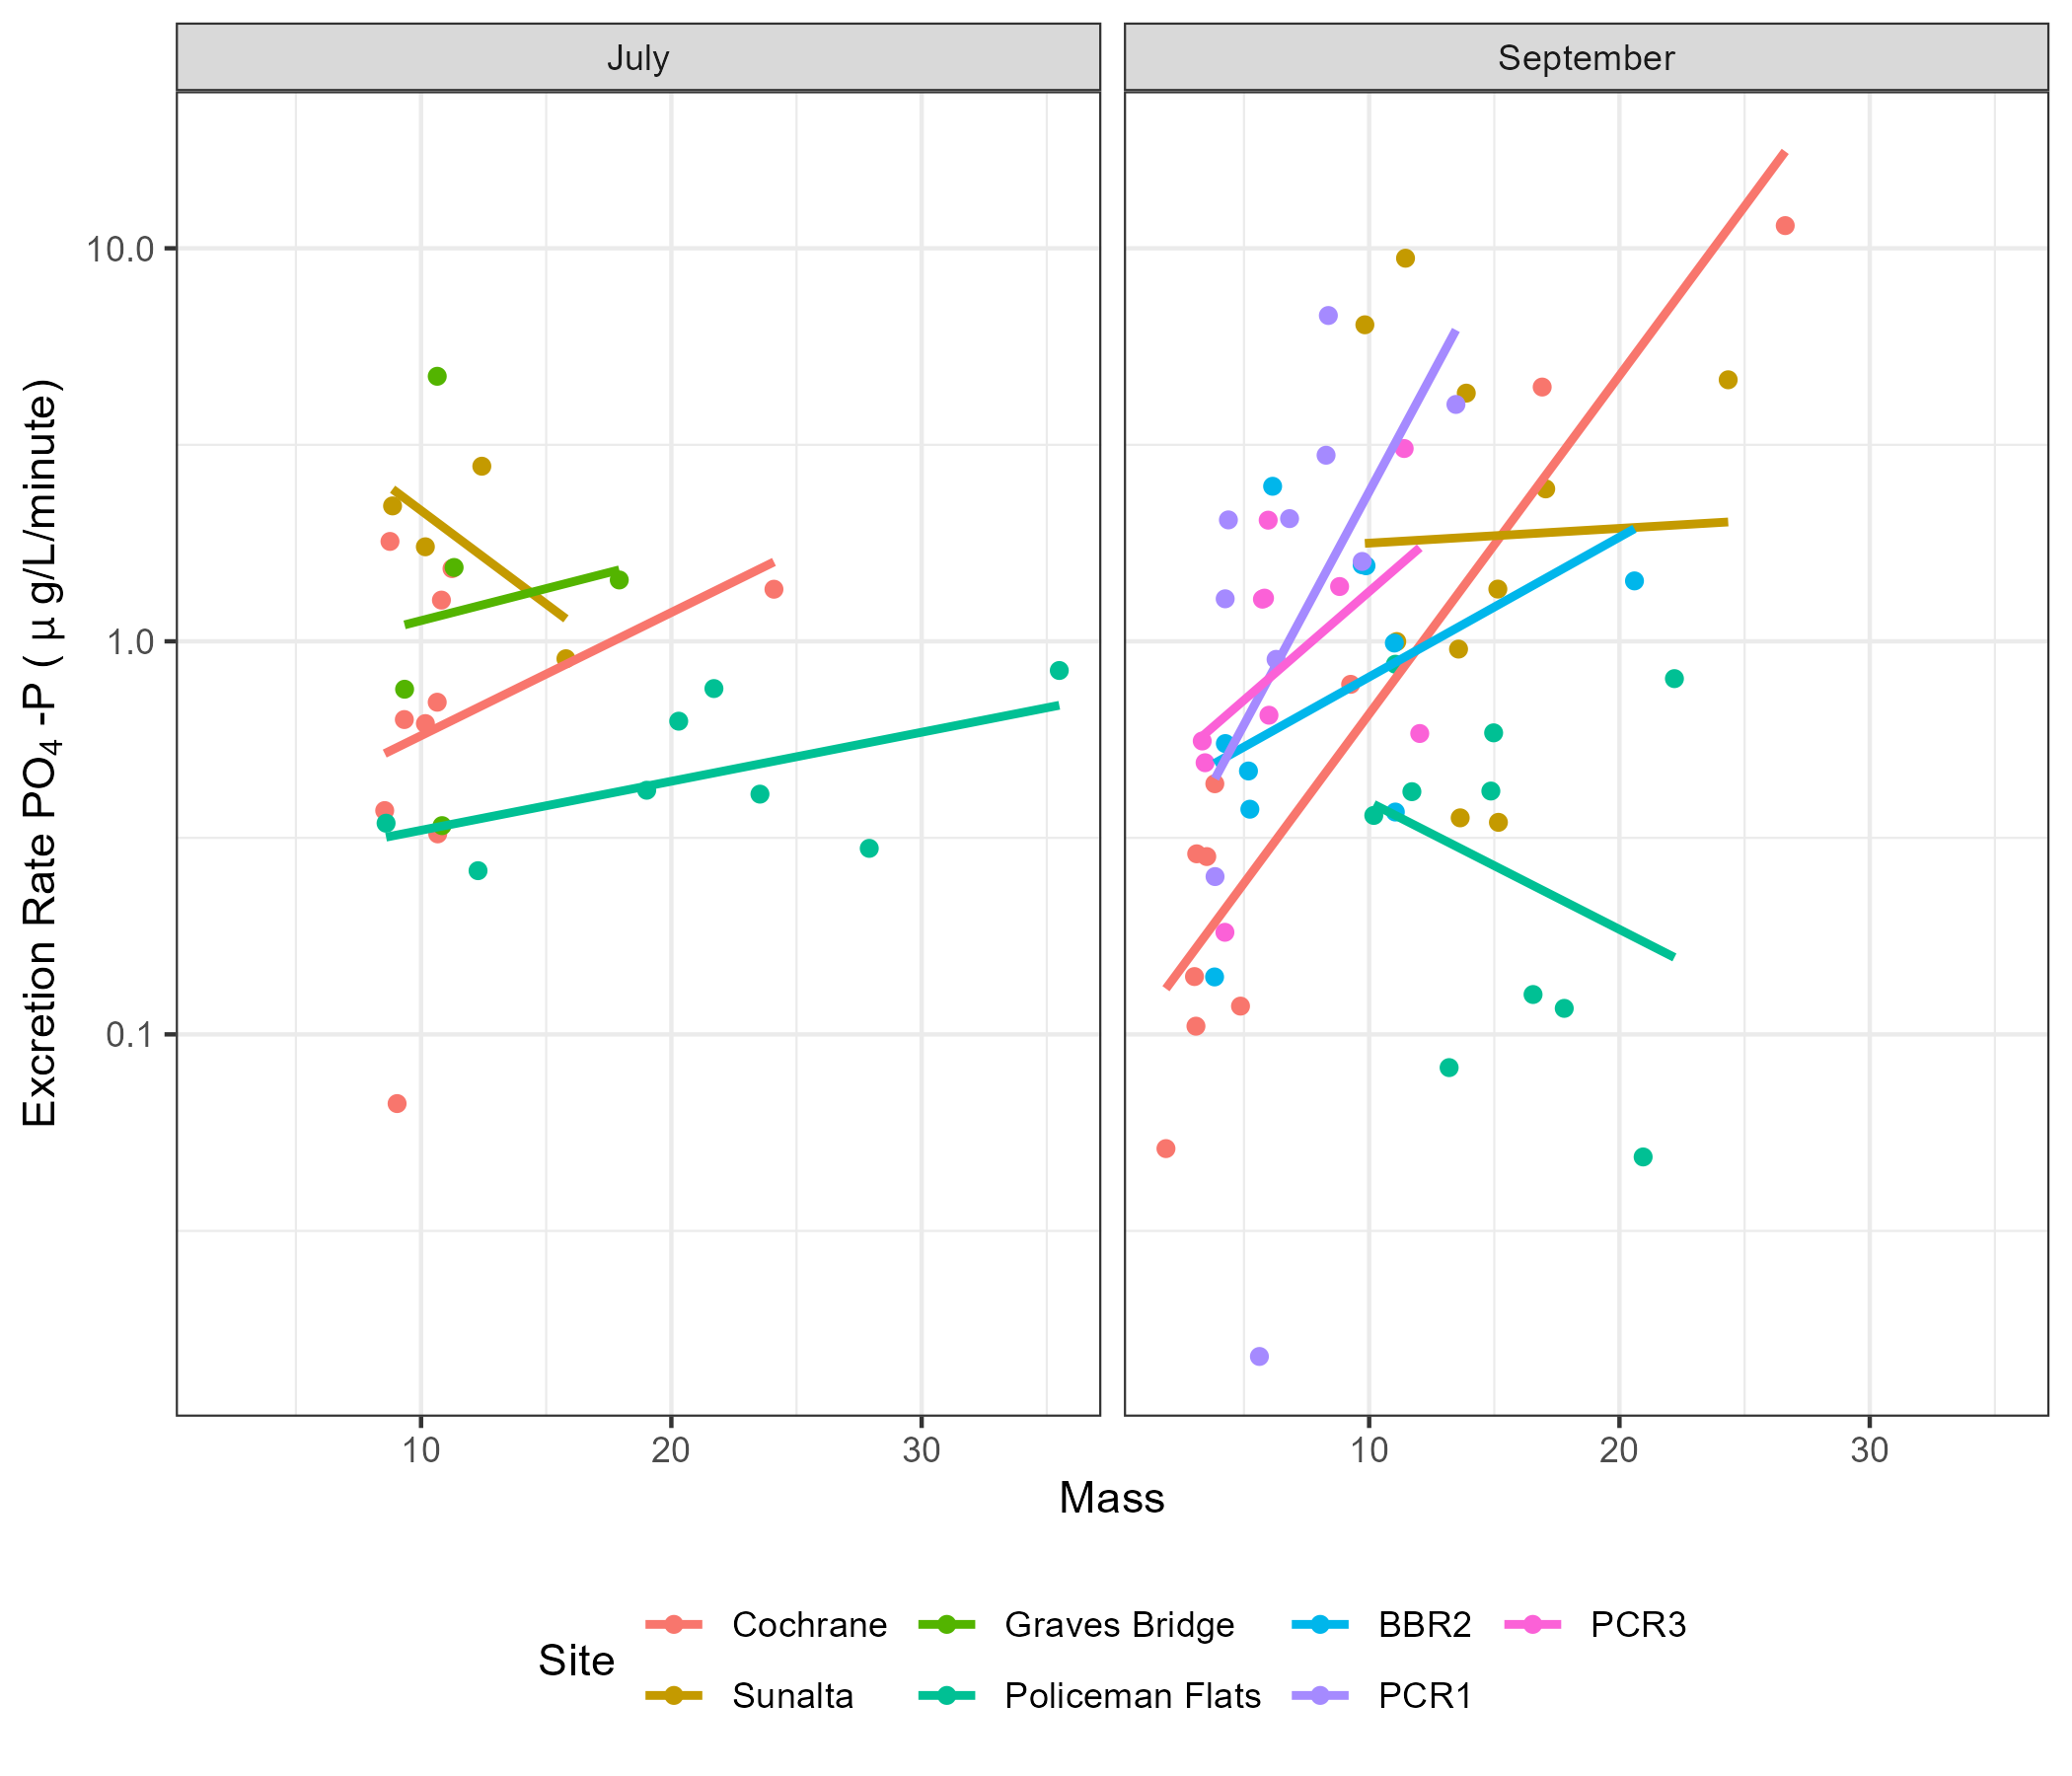 July
September
Excretion Rate PO₄ -P ( µ g/L/minute)
10.0
1.0
0.1
10 20 30
10 20 30
Mass
Site
Cochrane Graves Bridge BBR2 PCR3
Sunalta Policeman Flats PCR1